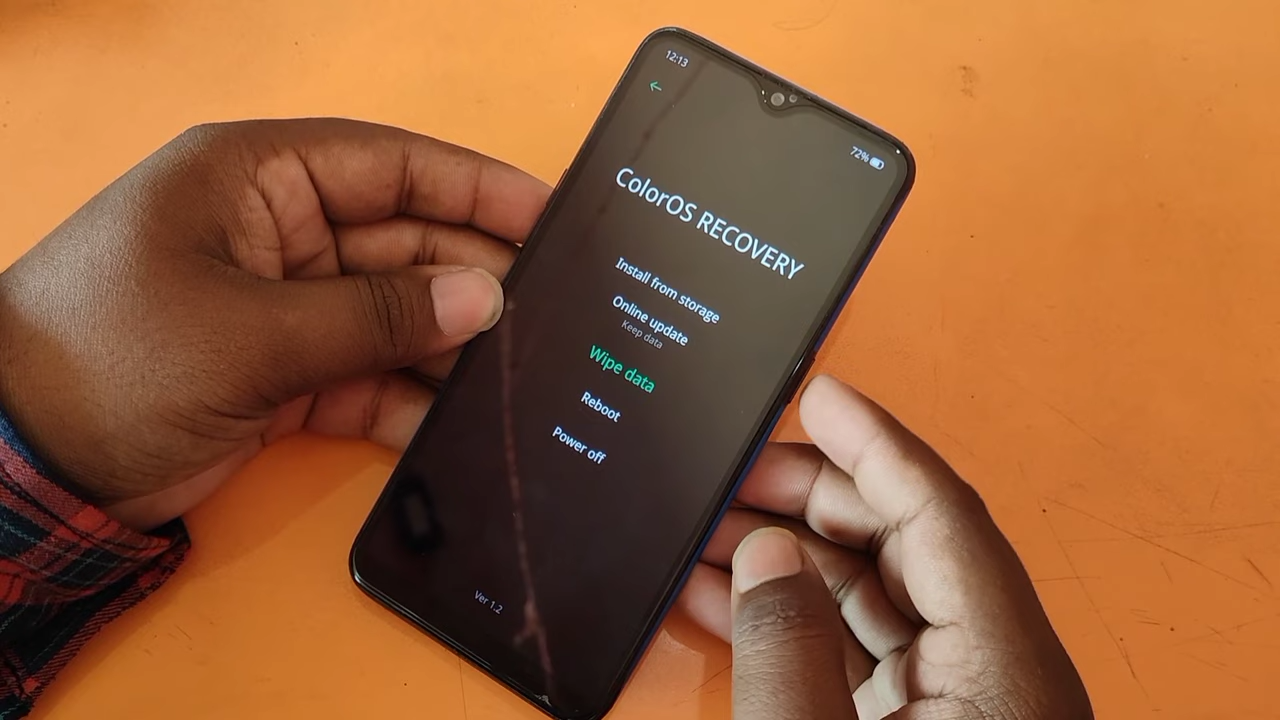 12:13
72%
ColorOS RECOVERY
Install from storage
Online update
Keep data
Wipe data
Reboot
Power off
Ver 1.2